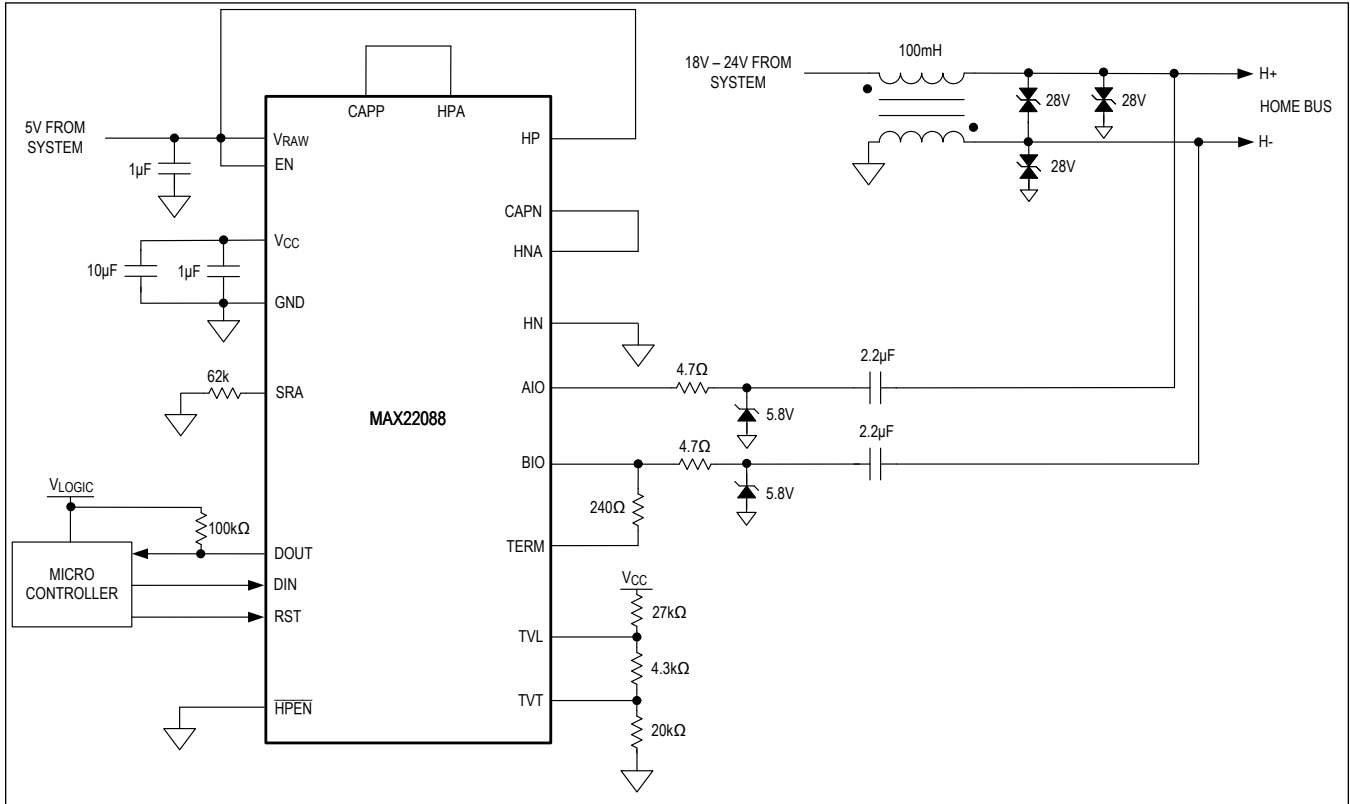 CAPP
HPA
100mH
18V – 24V FROM
SYSTEM
H+
28V
28V
HOME BUS
H-
28V
5V FROM
SYSTEM
1µF
VRAW
EN
HP
CAPN
HNA
VCC
10µF
1µF
GND
HN
SRA
62k
MAX22088
AIO
4.7Ω
2.2µF
5.8V
BIO
4.7Ω
2.2µF
5.8V
240Ω
TERM
VLOGIC
100kΩ
DOUT
MICRO
CONTROLLER
DIN
RST
VCC
27kΩ
TVL
4.3kΩ
TVT
20kΩ
HPEN